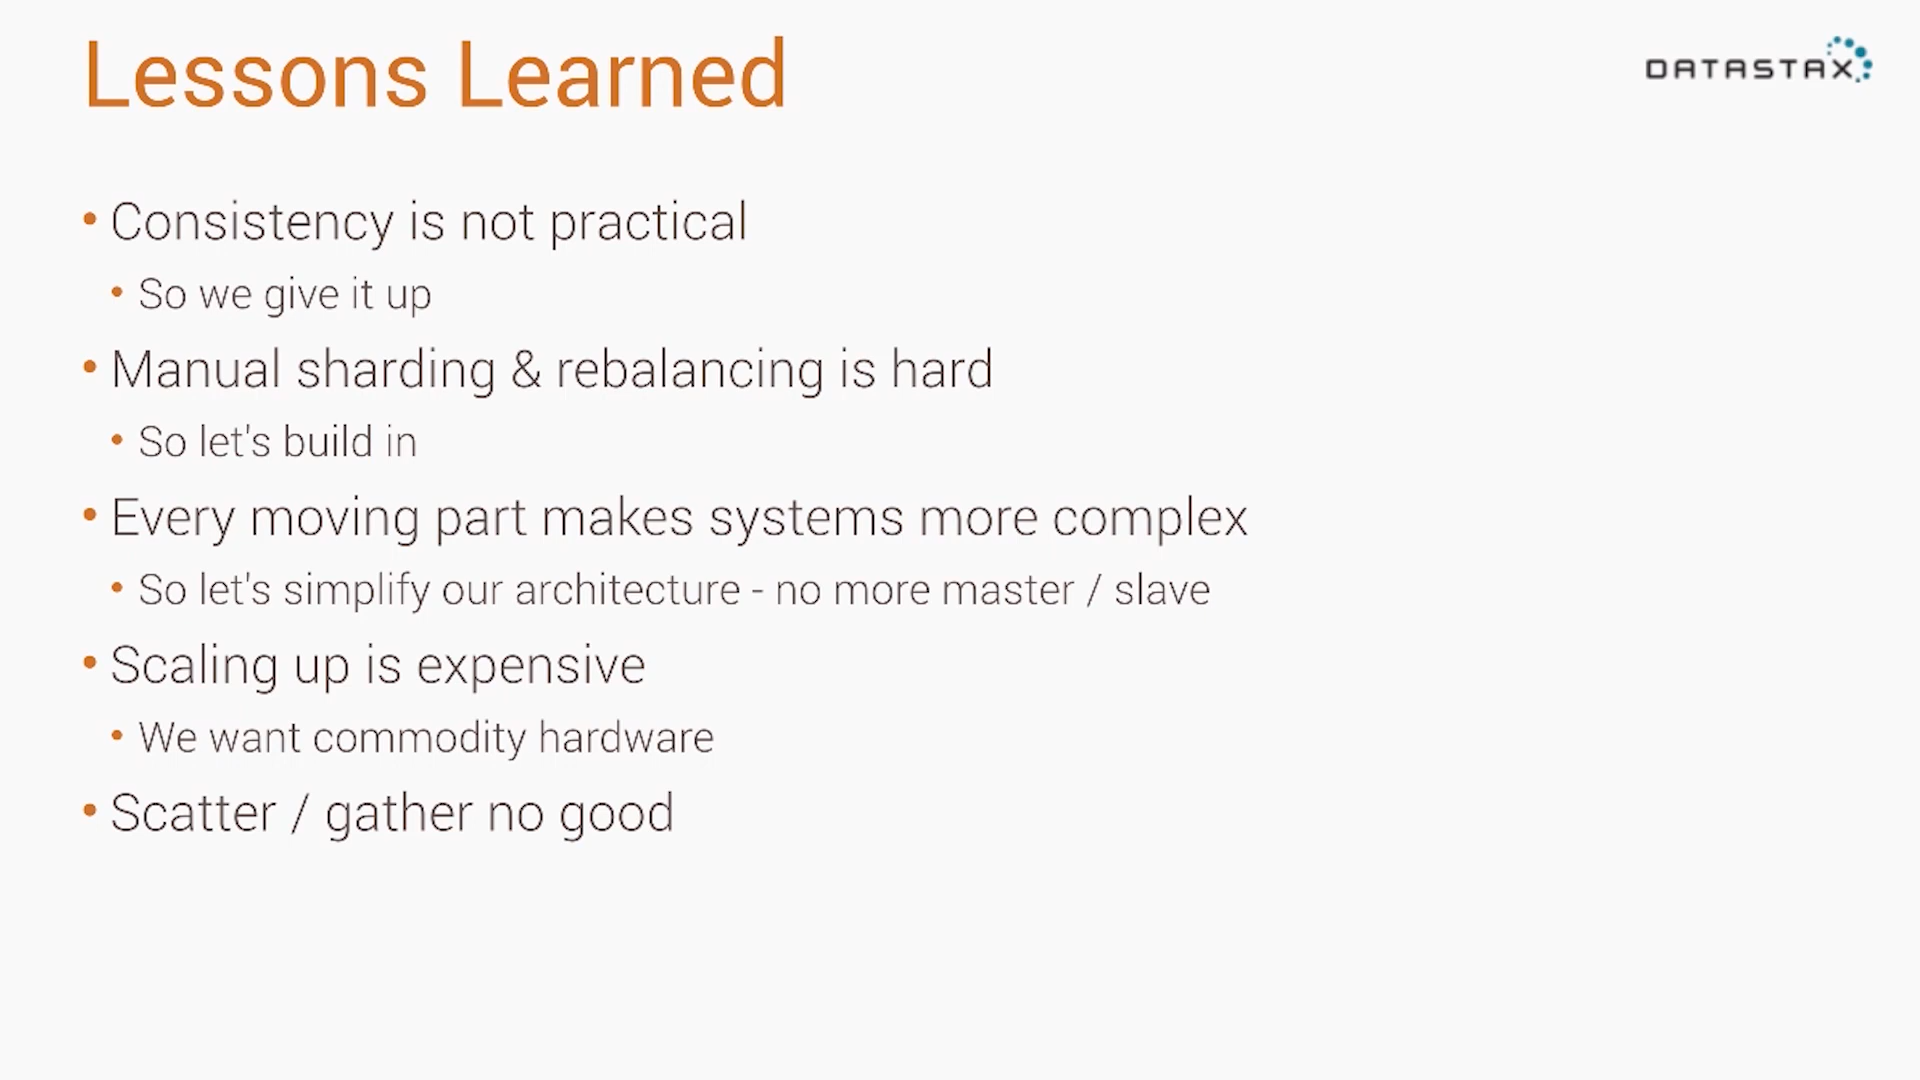 Lessons Learned
DATASTAX
• Consistency is not practical
• So we give it up
• Manual sharding & rebalancing is hard
• So let's build in
• Every moving part makes systems more complex
• So let's simplify our architecture - no more master / slave
• Scaling up is expensive
• We want commodity hardware
• Scatter / gather no good